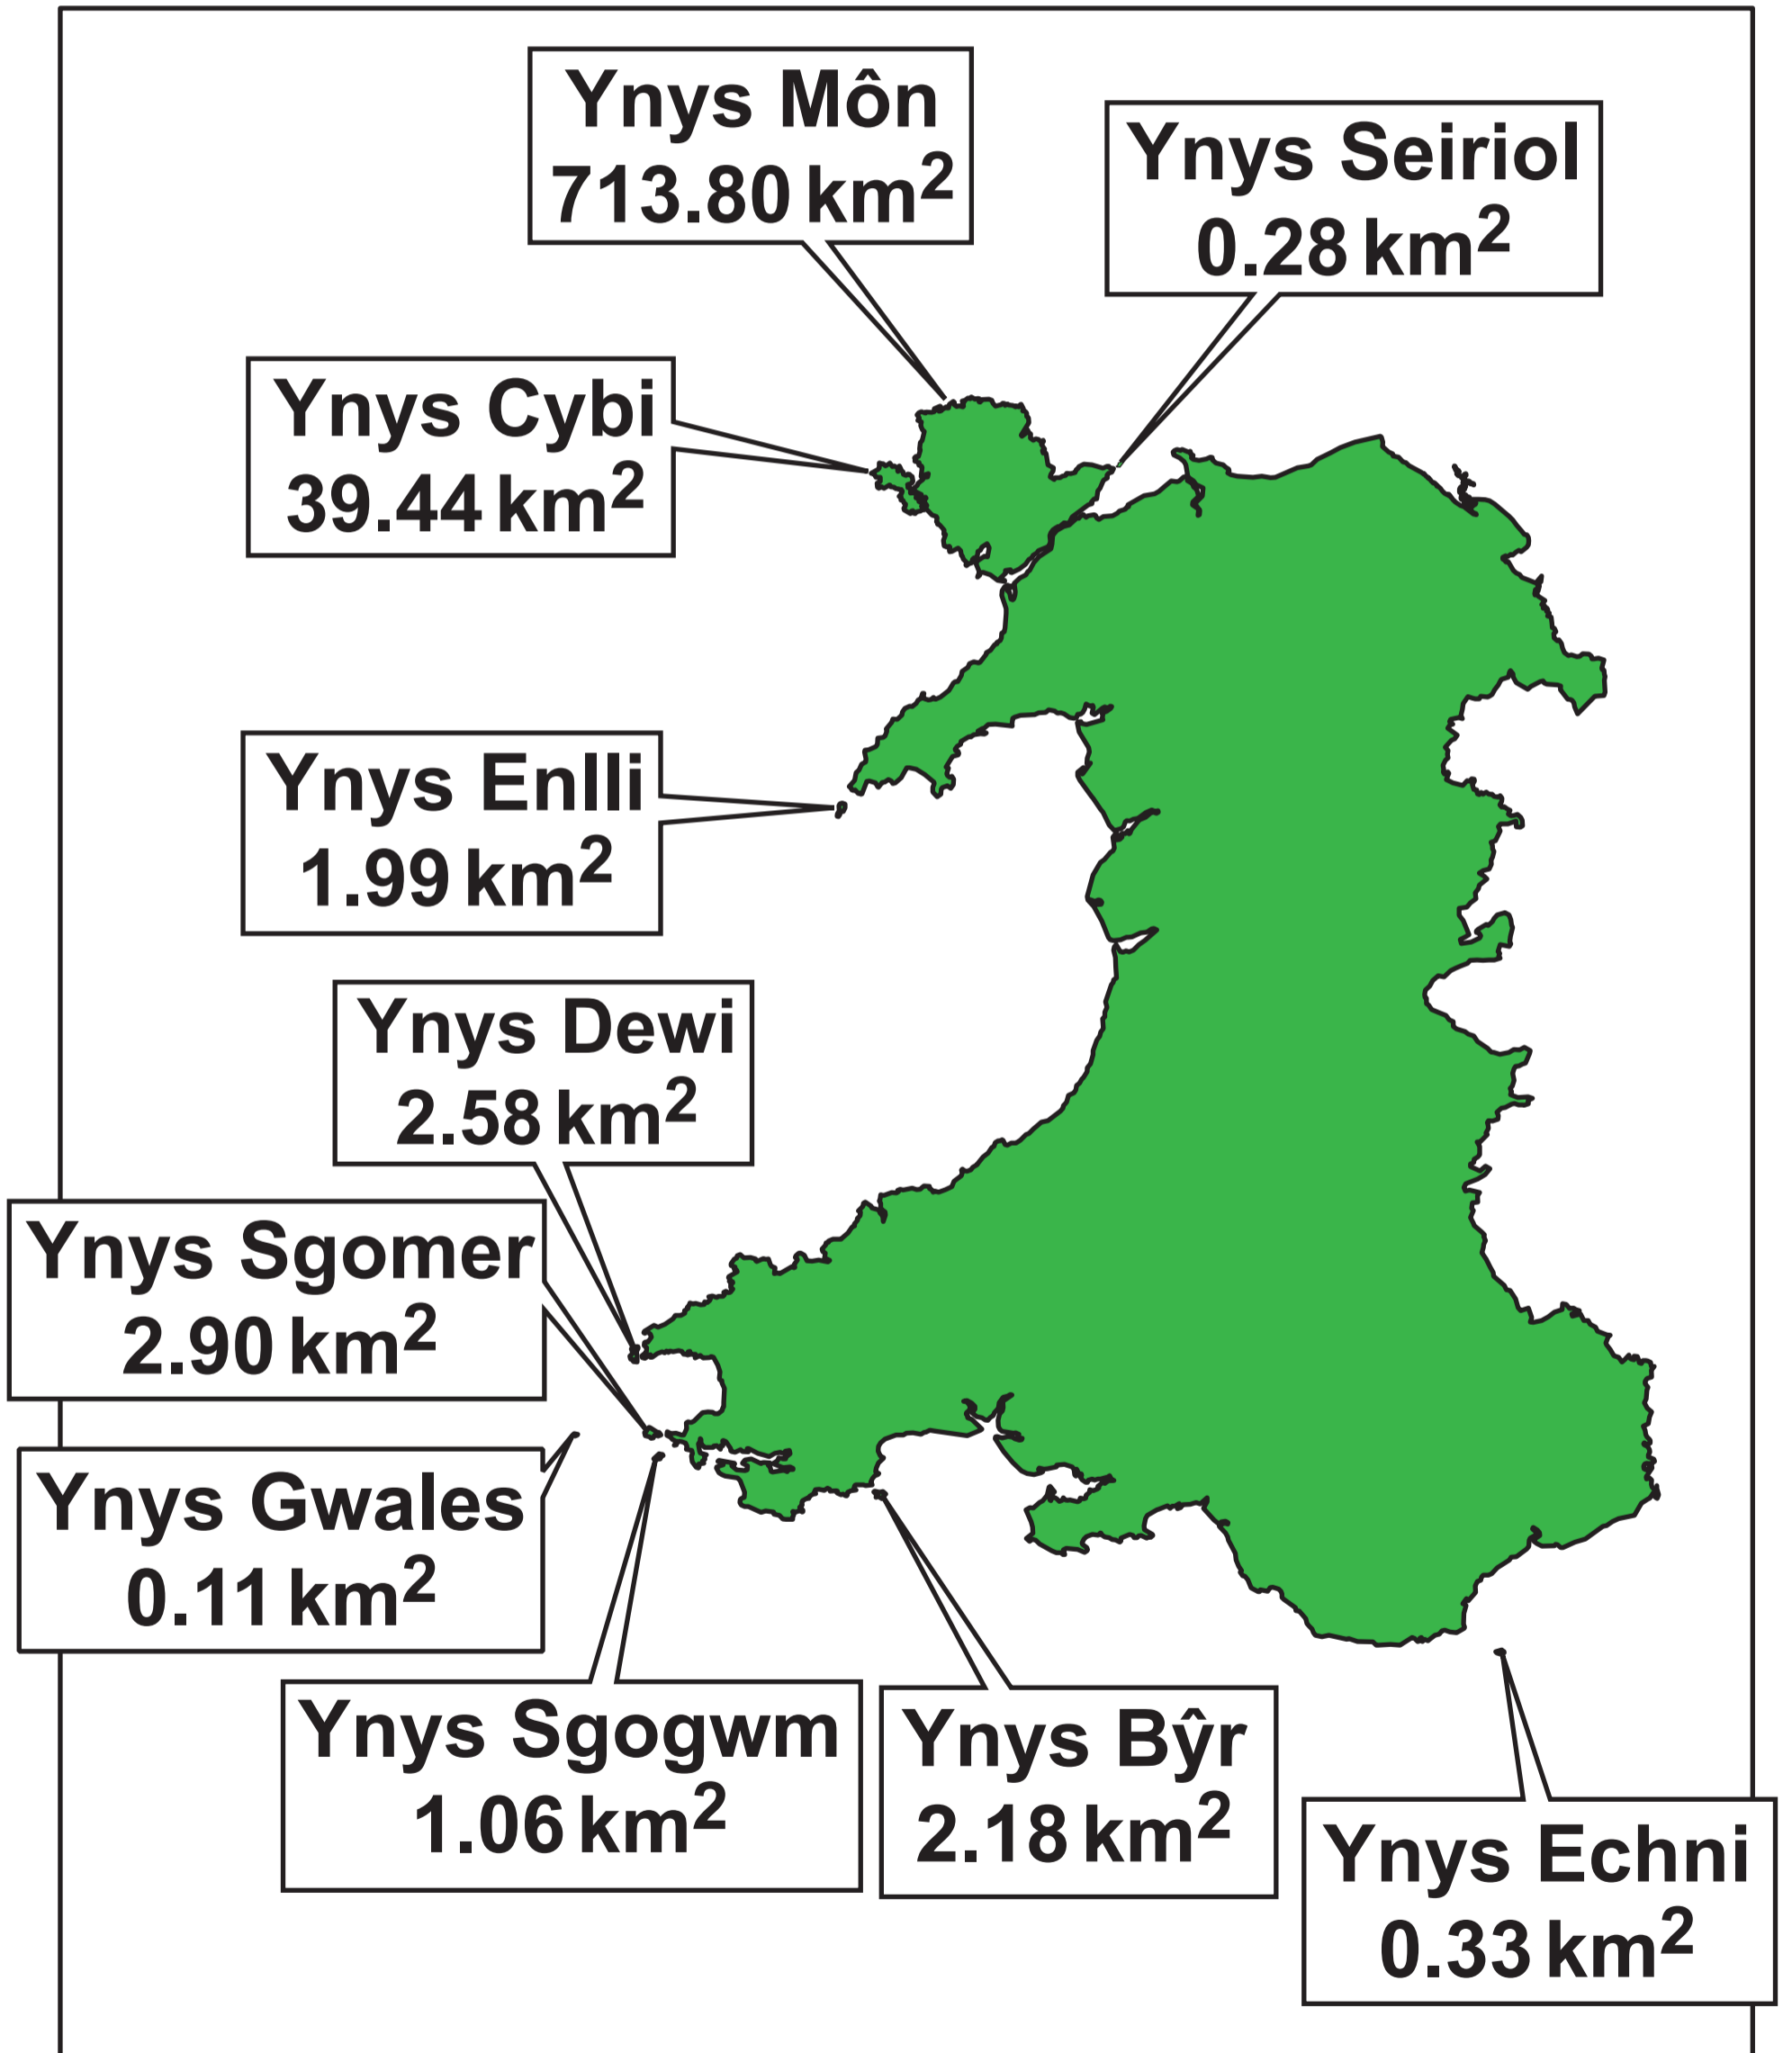 Ynys Môn
713.80 km²
Ynys Seiriol
0.28 km²
Ynys Cybi
39.44 km²
Ynys Enlli
1.99 km²
Ynys Dewi
2.58 km²
Ynys Sgomer
2.90 km²
Ynys Gwales
0.11 km²
Ynys Sgogwm
1.06 km²
Ynys Bŷr
2.18 km²
Ynys Echni
0.33 km²